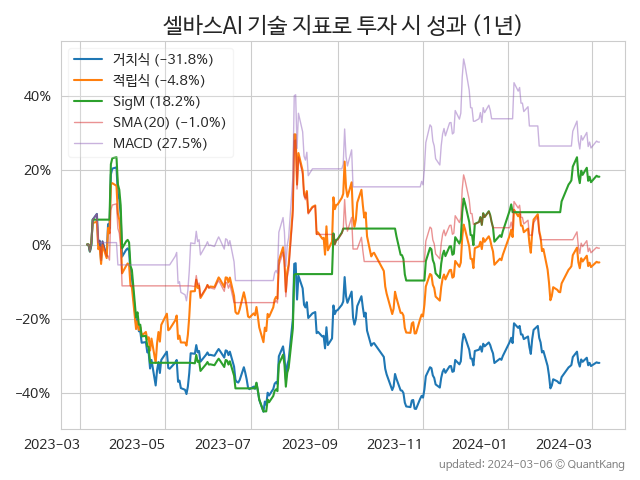 셀바스AI 기술 지표로 투자 시 성과 (1년)
거치식 (−31.8%)
적립식 (−4.8%)
SigM (18.2%)
SMA(20) (−1.0%)
MACD (27.5%)
40%
20%
0%
−20%
−40%
2023-03 2023-05 2023-07 2023-09 2023-11 2024-01 2024-03
updated: 2024-03-06 ⓒ QuantKang